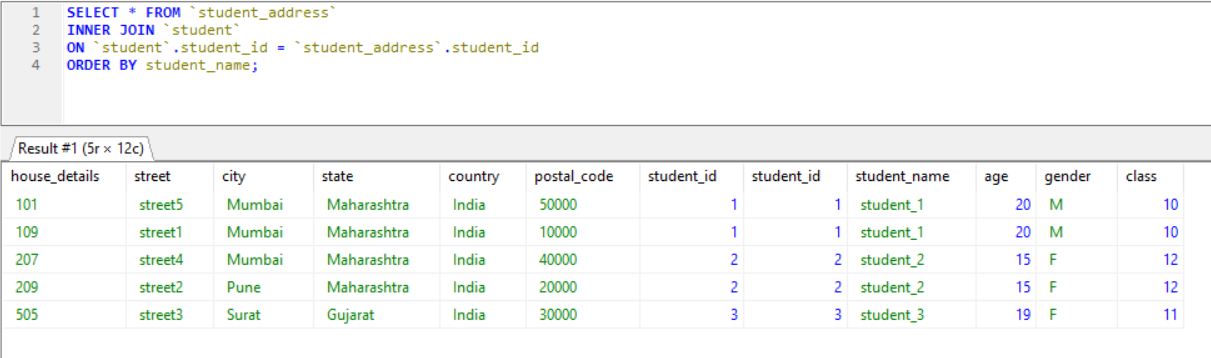 1 SELECT * FROM `student_address`
2 INNER JOIN `student`
3 ON `student`.student_id = `student_address`.student_id
4 ORDER BY student_name;
Result #1 (5r × 12c)
house_details street city state country postal_code student_id student_id student_name age gender class
101 street5 Mumbai Maharashtra India 50000 1 1 student_1 20 M 10
109 street1 Mumbai Maharashtra India 10000 1 1 student_1 20 M 10
207 street4 Mumbai Maharashtra India 40000 2 2 student_2 15 F 12
209 street2 Pune Maharashtra India 20000 2 2 student_2 15 F 12
505 street3 Surat Gujarat India 30000 3 3 student_3 19 F 11